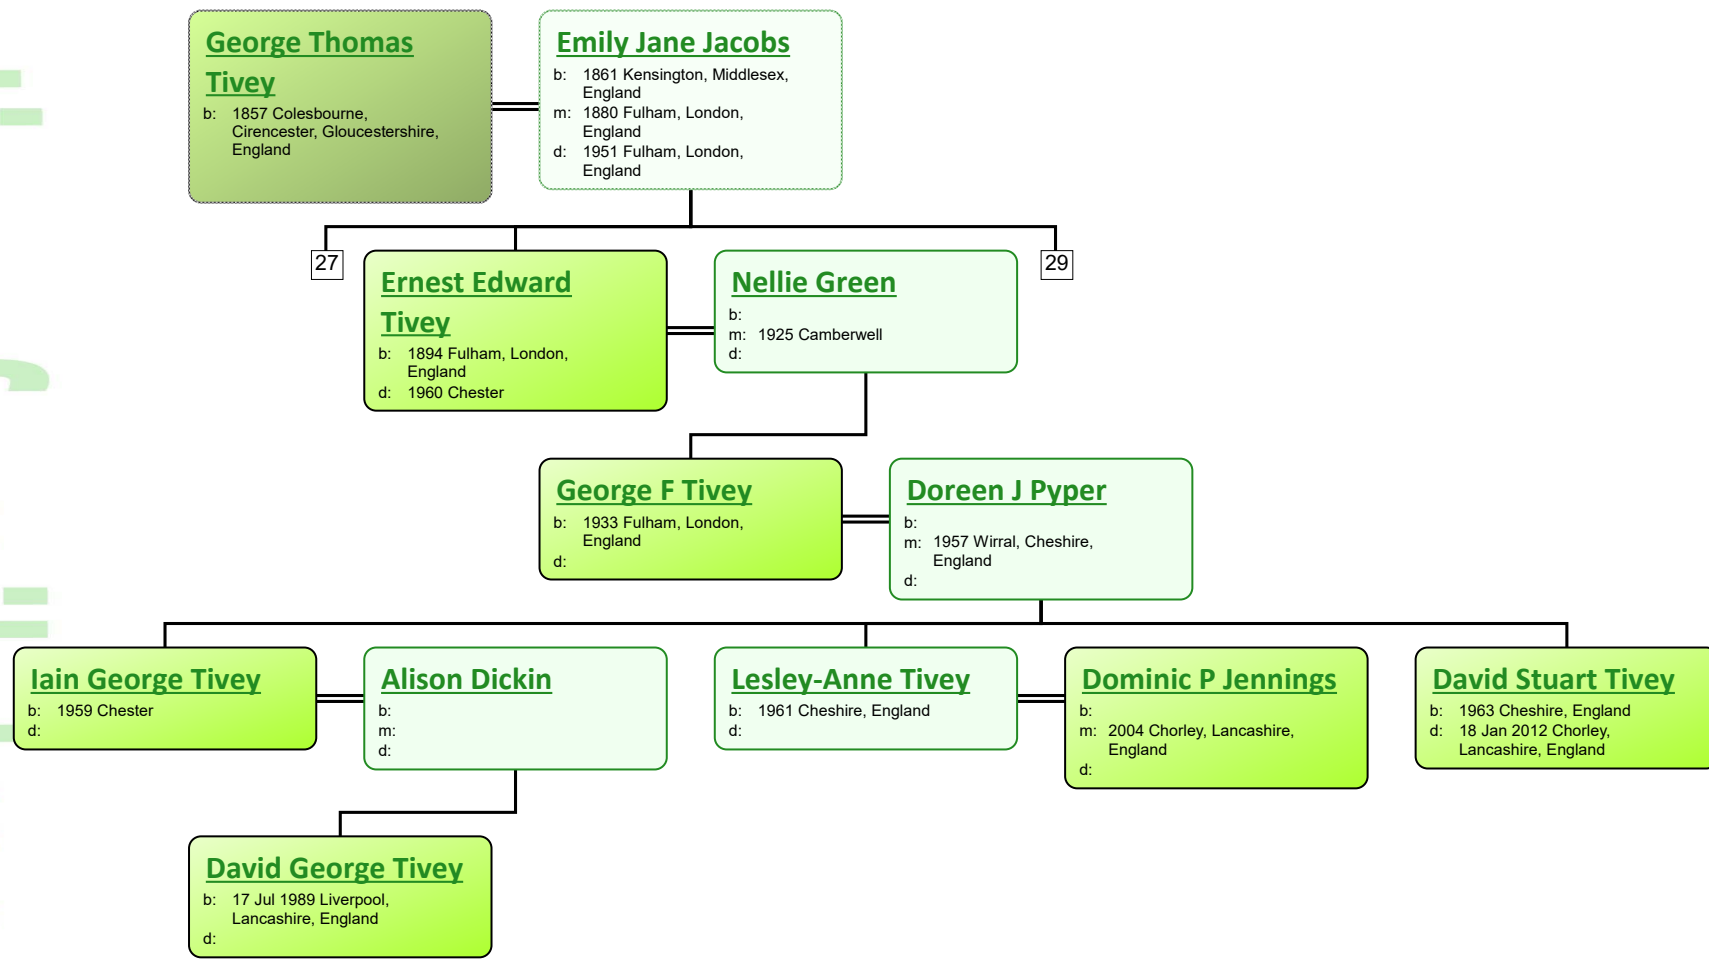 George Thomas
Tivey
b: 1857 Colesbourne,
Cirencester, Gloucestershire,
England
Emily Jane Jacobs
b: 1861 Kensington, Middlesex,
England
m: 1880 Fulham, London,
England
d: 1951 Fulham, London,
England
27
Ernest Edward
Tivey
b: 1894 Fulham, London,
England
d: 1960 Chester
Nellie Green
b:
m: 1925 Camberwell
d:
29
George F Tivey
b: 1933 Fulham, London,
England
d:
Doreen J Pyper
b:
m: 1957 Wirral, Cheshire,
England
d:
Iain George Tivey
b: 1959 Chester
d:
Alison Dickin
b:
m:
d:
Lesley-Anne Tivey
b: 1961 Cheshire, England
d:
Dominic P Jennings
b:
m: 2004 Chorley, Lancashire,
England
d:
David Stuart Tivey
b: 1963 Cheshire, England
d: 18 Jan 2012 Chorley,
Lancashire, England
David George Tivey
b: 17 Jul 1989 Liverpool,
Lancashire, England
d: